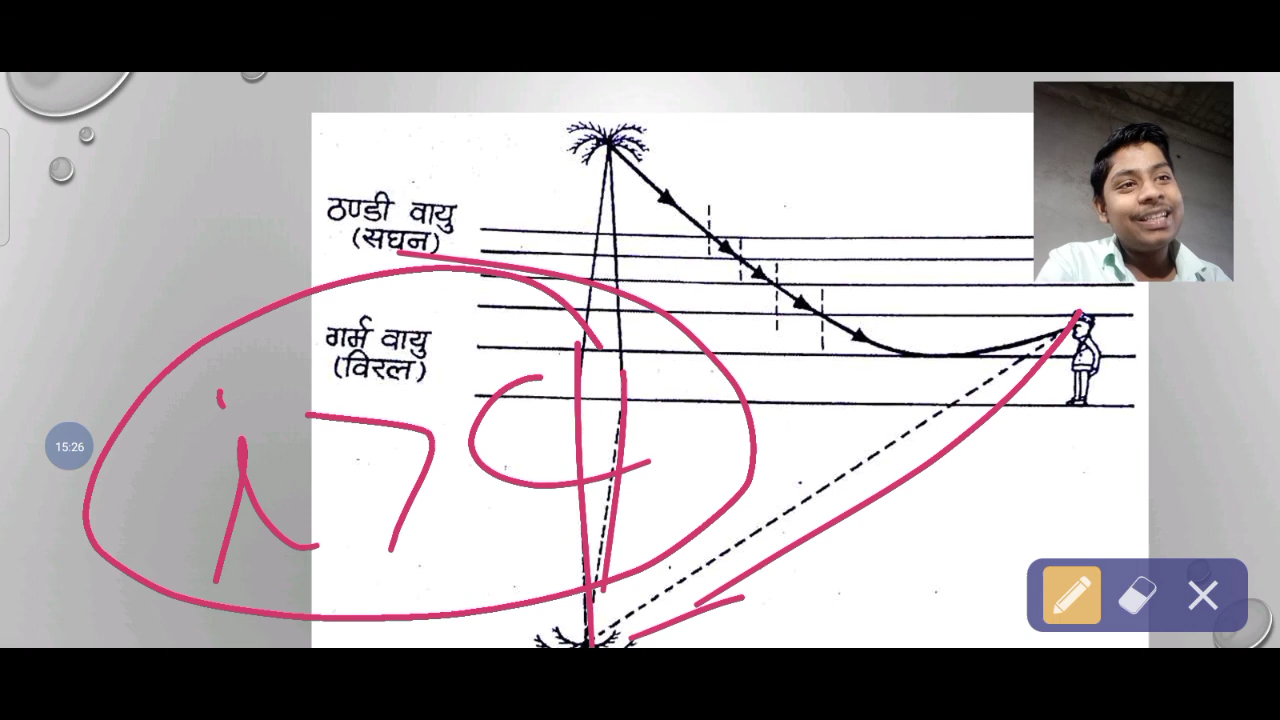 ठण्डी वायु
(सघन)
गर्म वायु
(विरल)
15:26
i > c